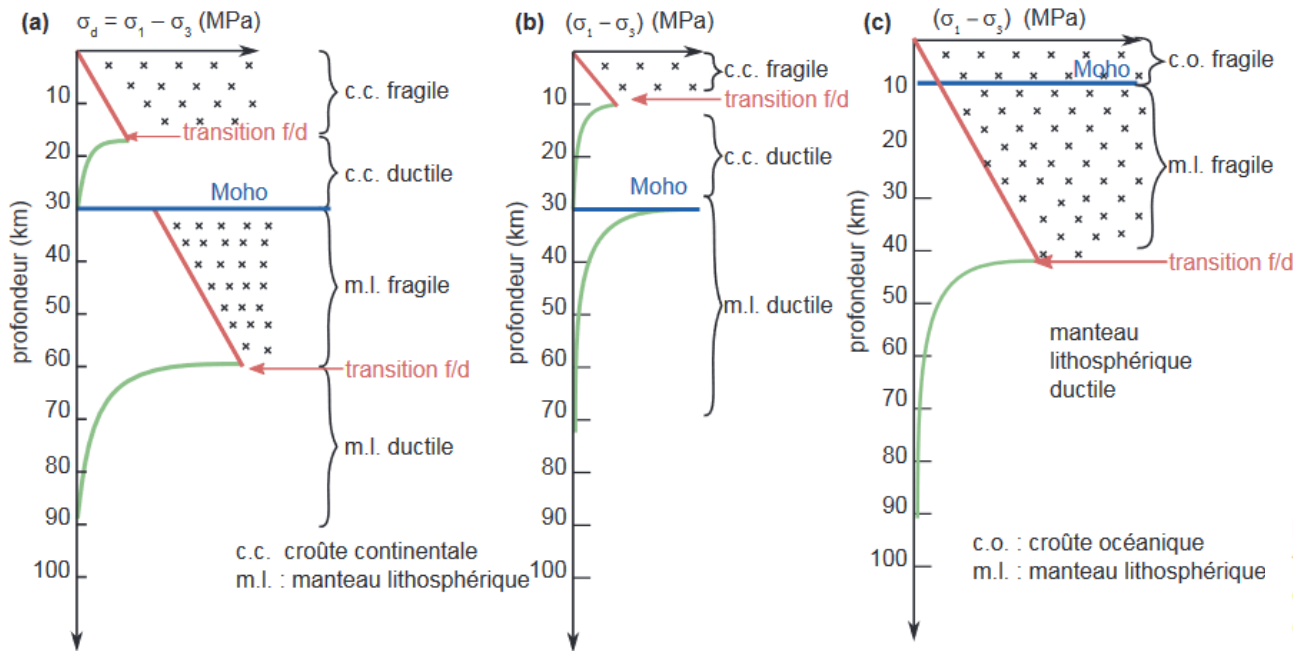 (a) σd = σ1 – σ3 (MPa)
10
20
30
40
50
60
70
80
90
100
profondeur (km)
c.c. fragile
transition f/d
c.c. ductile
Moho
m.l. fragile
transition f/d
m.l. ductile
c.c. croûte continentale
m.l. : manteau lithosphérique
(b) (σ1 – σ3) (MPa)
10
20
30
40
50
60
70
80
90
100
profondeur (km)
c.c. fragile
transition f/d
c.c. ductile
Moho
m.l. ductile
(c) (σ1 – σ3) (MPa)
10
20
30
40
50
60
70
80
90
100
profondeur (km)
c.o. fragile
Moho
m.l. fragile
transition f/d
manteau
lithosphérique
ductile
c.o. : croûte océanique
m.l. : manteau lithosphérique